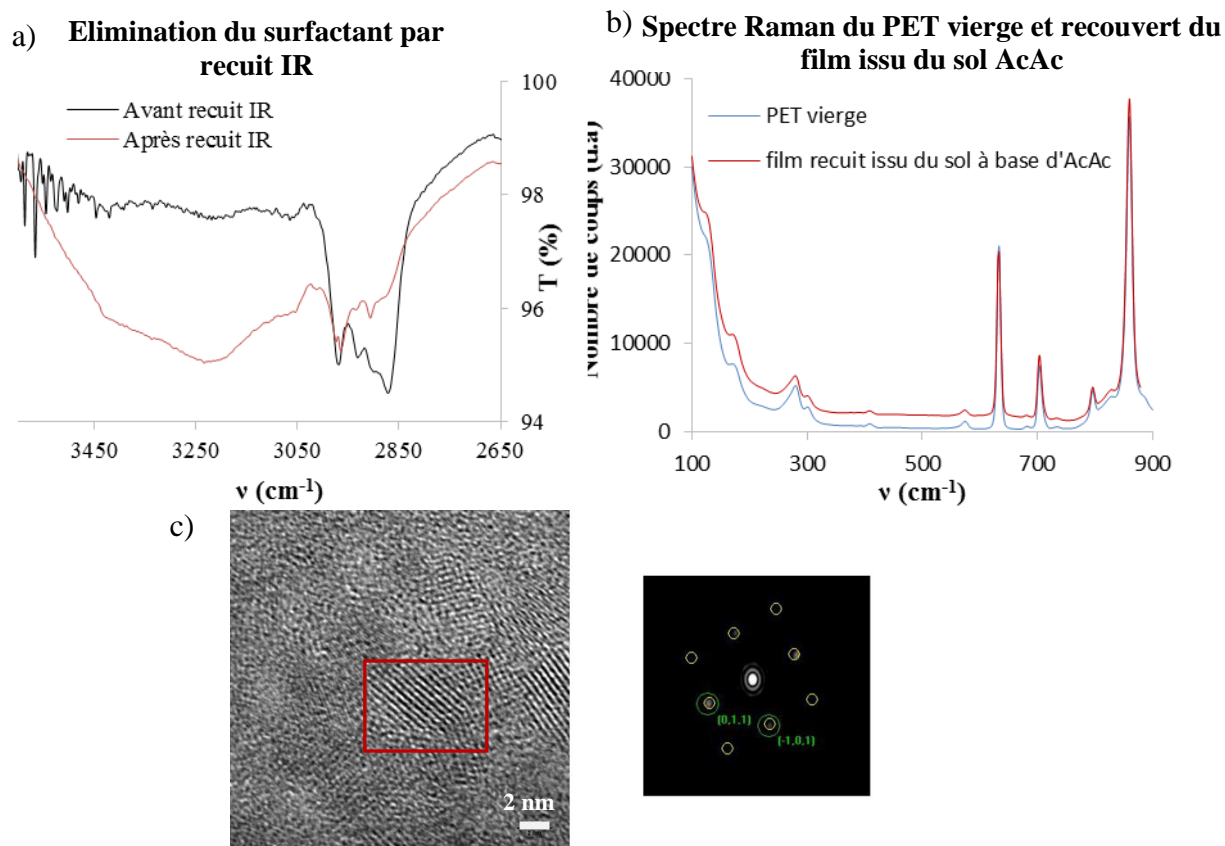 a)
Elimination du surfactant par
recuit IR
Avant recuit IR
Après recuit IR
100
98
96
94
T (%)
3450 3250 3050 2850 2650
ν (cm-1)
b)
Spectre Raman du PET vierge et recouvert du
film issu du sol AcAc
PET vierge
film recuit issu du sol à base d'AcAc
Nombre de coups (u.a)
40000
30000
20000
10000
0
100 300 500 700 900
ν (cm-1)
c)
2 nm
(0,1,1)
(-1,0,1)